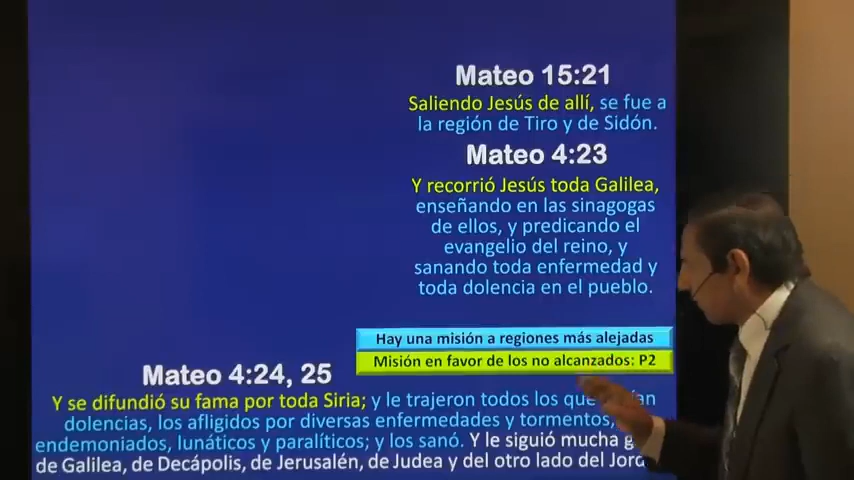 Mateo 15:21
Saliendo Jesús de allí, se fue a
la región de Tiro y de Sidón.
Mateo 4:23
Y recorrió Jesús toda Galilea,
enseñando en las sinagogas
de ellos, y predicando el
evangelio del reino, y
sanando toda enfermedad y
toda dolencia en el pueblo.
Hay una misión a regiones más alejadas
Misión en favor de los no alcanzados: P2
Mateo 4:24, 25
Y se difundió su fama por toda Siria; y le trajeron todos los que
dolencias, los afligidos por diversas enfermedades y tormentos,
endemoniados, lunáticos y paralíticos; y los sanó. Y le siguió mucha
de Galilea, de Decápolis, de Jerusalén, de Judea y del otro lado del